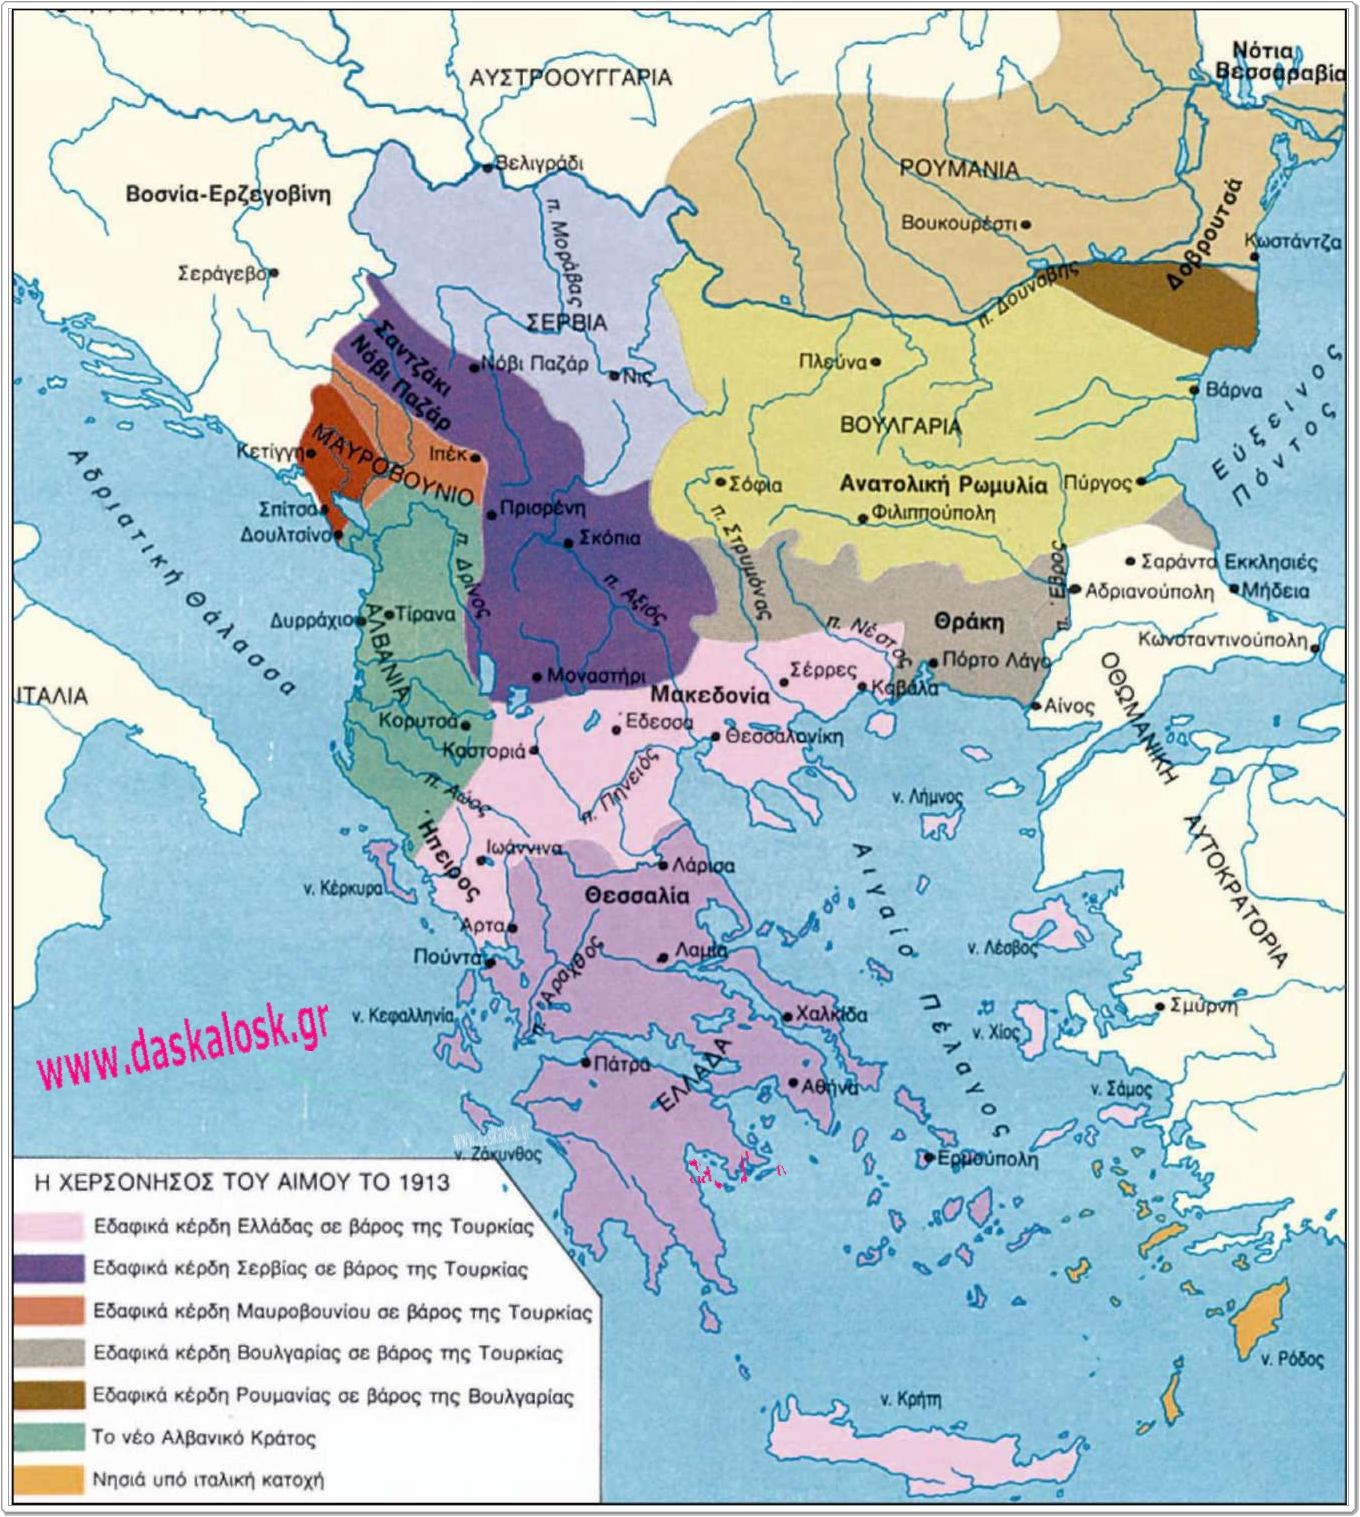 ΑΥΣΤΡΟΟΥΓΓΑΡΙΑ
Νότια
Βεσσαραβία
Βελιγράδι
ΡΟΥΜΑΝΙΑ
Βοσνία-Ερζεγοβίνη
π. Μοράβας
Βουκουρέστι
Δοβρουτσά
Κωστάντζα
Σεράγεβο
π. Δούναβης
ΣΕΡΒΙΑ
Σαντζάκι
Νόβι Παζάρ
Νόβι Παζάρ
Νις
Πλεύνα
Βάρνα
Εύξεινος
Πόντος
ΒΟΥΛΓΑΡΙΑ
ΜΑΥΡΟΒΟΥΝΙΟ
Κετίγγη
Ιπέκ
Σόφια
Ανατολική Ρωμυλία
Πύργος
Αδριατική Θάλασσα
Σπίτσα
Πρισρένη
Φιλιππούπολη
Δουλτσίνο
Σκόπια
π. Στρυμόνας
π. Δρίνος
π. Έβρος
Σαράντα Εκκλησιές
π. Αξιός
Αδριανούπολη
Μήδεια
Δυρράχιο
Τίρανα
ΑΛΒΑΝΙΑ
π. Νέστος
Θράκη
Κωνσταντινούπολη
Πόρτο Λάγο
ΙΤΑΛΙΑ
Μοναστήρι
Σέρρες
Καβάλα
Μακεδονία
Αίνος
ΟΘΩΜΑΝΙΚΗ
ΑΥΤΟΚΡΑΤΟΡΙΑ
Κορυτσά
Έδεσσα
Θεσσαλονίκη
Καστοριά
π. Αώος
π. Πηνειός
ν. Λήμνος
Ήπειρος
Ιωάννινα
Λάρισα
ν. Κέρκυρα
Θεσσαλία
Αιγαίο Πέλαγος
Άρτα
Πούντα
π. Άραχθος
Λαμία
ν. Λέσβος
ν. Κεφαλληνία
Χαλκίδα
ν. Χίος
Σμύρνη
www.daskalosk.gr
Πάτρα
ΕΛΛΑΔΑ
Αθήνα
ν. Σάμος
www.daskalosk.gr
ν. Ζάκυνθος
Ερμούπολη
Η ΧΕΡΣΟΝΗΣΟΣ ΤΟΥ ΑΙΜΟΥ ΤΟ 1913
Εδαφικά κέρδη Ελλάδας σε βάρος της Τουρκίας
Εδαφικά κέρδη Σερβίας σε βάρος της Τουρκίας
Εδαφικά κέρδη Μαυροβουνίου σε βάρος της Τουρκίας
Εδαφικά κέρδη Βουλγαρίας σε βάρος της Τουρκίας
Εδαφικά κέρδη Ρουμανίας σε βάρος της Βουλγαρίας
Το νέο Αλβανικό Κράτος
Νησιά υπό ιταλική κατοχή
ν. Ρόδος
ν. Κρήτη